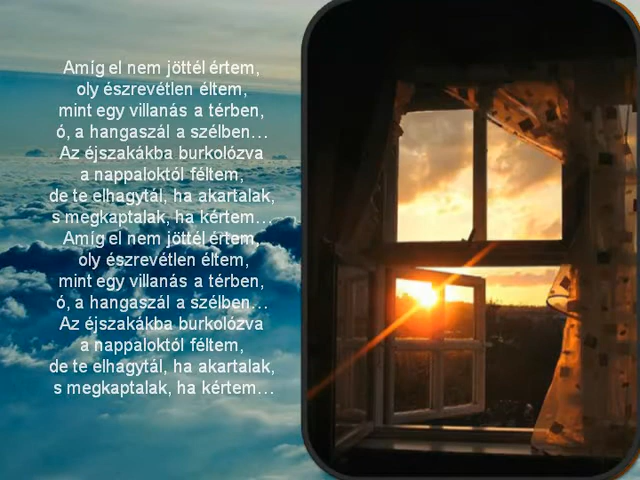 Amíg el nem jöttél értem,
oly észrevétlen éltem,
mint egy villanás a térben,
ó, a hangaszál a szélben…
Az éjszakákba burkolózva
a nappaloktól féltem,
de te elhagytál, ha akartalak,
s megkaptalak, ha kértem…
Amíg el nem jöttél értem,
oly észrevétlen éltem,
mint egy villanás a térben,
ó, a hangaszál a szélben…
Az éjszakákba burkolózva
a nappaloktól féltem,
de te elhagytál, ha akartalak,
s megkaptalak, ha kértem…